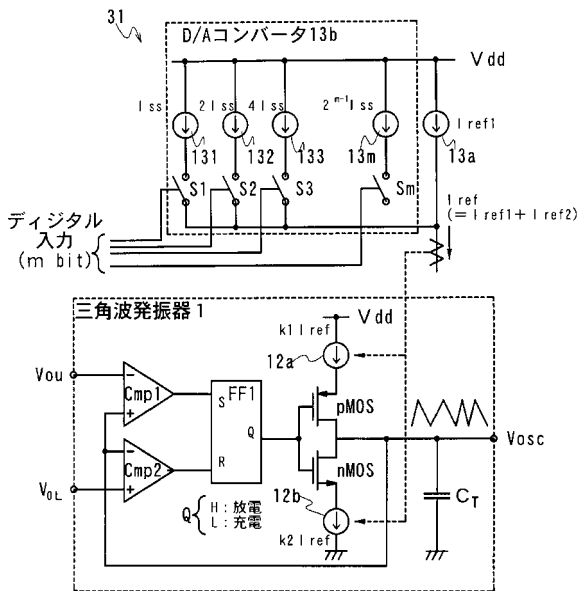 31
D/Aコンバータ13b
Vdd
Iss
2Iss
4Iss
2^m-1 Iss
Iref1
131
132
133
13m
13a
S1
S2
S3
Sm
ディジタル
入力
(m bit)
Iref
(=Iref1+Iref2)
三角波発振器1
Vdd
k1Iref
12a
Vou
Cmp1
S
FF1
Q
R
pMOS
Vosc
VOL
Cmp2
nMOS
12b
CT
Q
H:放電
L:充電
k2Iref